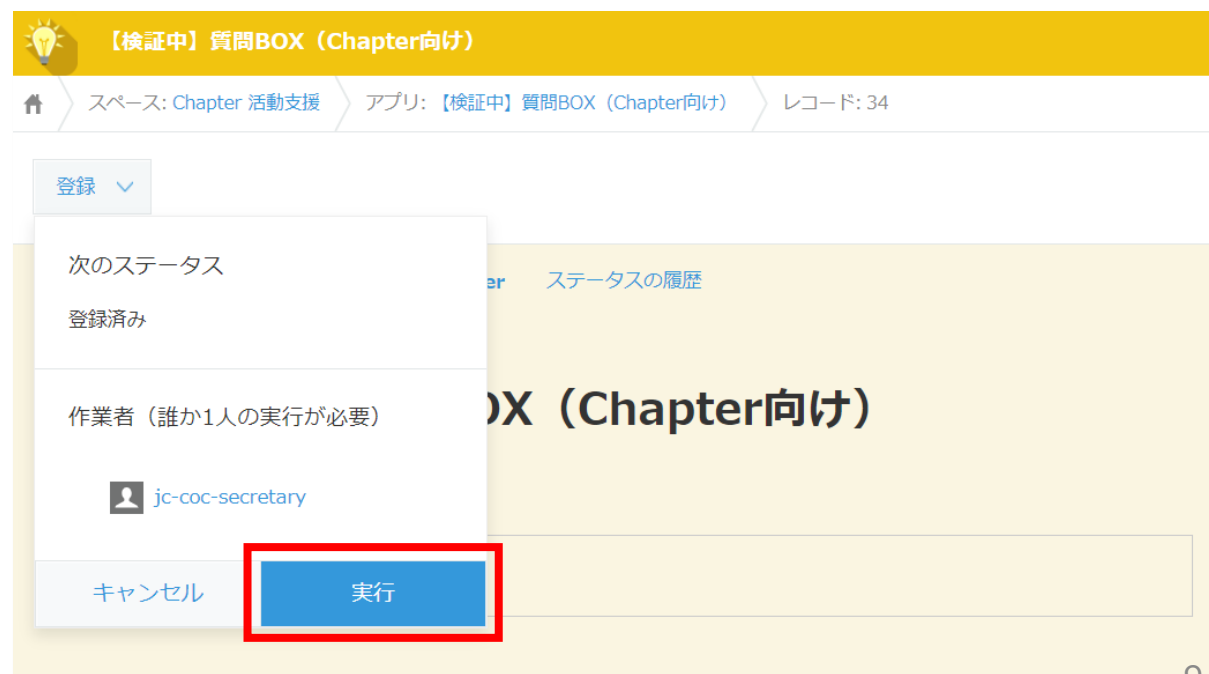 【検証中】質問BOX（Chapter向け）
スペース: Chapter 活動支援 アプリ: 【検証中】質問BOX（Chapter向け） レコード: 34
登録
次のステータス
er ステータスの履歴
登録済み
OX（Chapter向け）
作業者（誰か1人の実行が必要）
jc-coc-secretary
キャンセル 実行